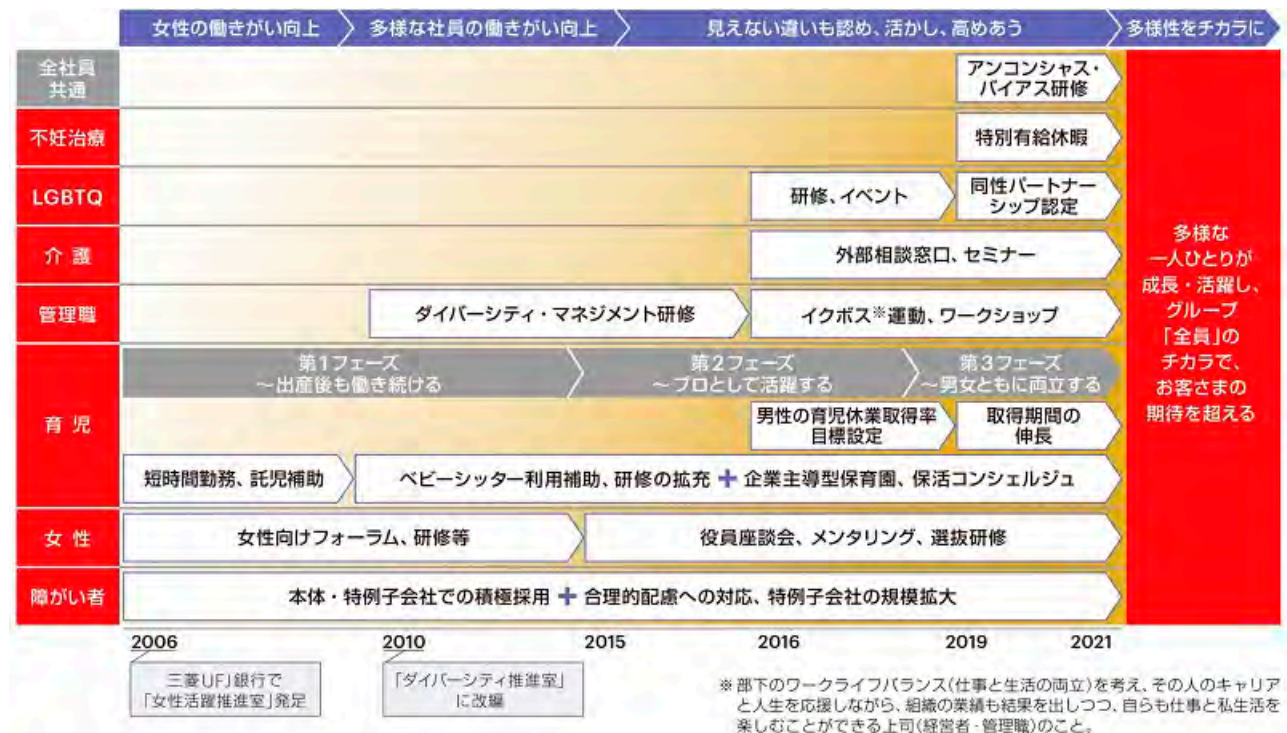 女性の働きがい向上
多様な社員の働きがい向上
見えない違いも認め、活かし、高めあう
多様性をチカラに
全社員
共通
アンコンシャス・
バイアス研修
不妊治療
特別有給休暇
LGBTQ
研修、イベント
同性パートナー
シップ認定
介 護
外部相談窓口、セミナー
管理職
ダイバーシティ・マネジメント研修
イクボス※運動、ワークショップ
育 児
第1フェーズ
~出産後も働き続ける
第2フェーズ
~プロとして活躍する
第3フェーズ
~男女ともに両立する
男性の育児休業取得率
目標設定
取得期間の
伸長
短時間勤務、託児補助
ベビーシッター利用補助、研修の拡充 + 企業主導型保育園、保活コンシェルジュ
女 性
女性向けフォーラム、研修等
役員座談会、メンタリング、選抜研修
障がい者
本体・特例子会社での積極採用 + 合理的配慮への対応、特例子会社の規模拡大
多様な
一人ひとりが
成長・活躍し、
グループ
「全員」の
チカラで、
お客さまの
期待を超える
2006
2010
2015
2016
2019
2021
三菱UFJ銀行で
「女性活躍推進室」発足
「ダイバーシティ推進室」
に改編
※部下のワークライフバランス(仕事と生活の両立)を考え、その人のキャリア
と人生を応援しながら、組織の業績も結果を出しつつ、自らも仕事と私生活を
楽しむことができる上司(経営者・管理職)のこと。